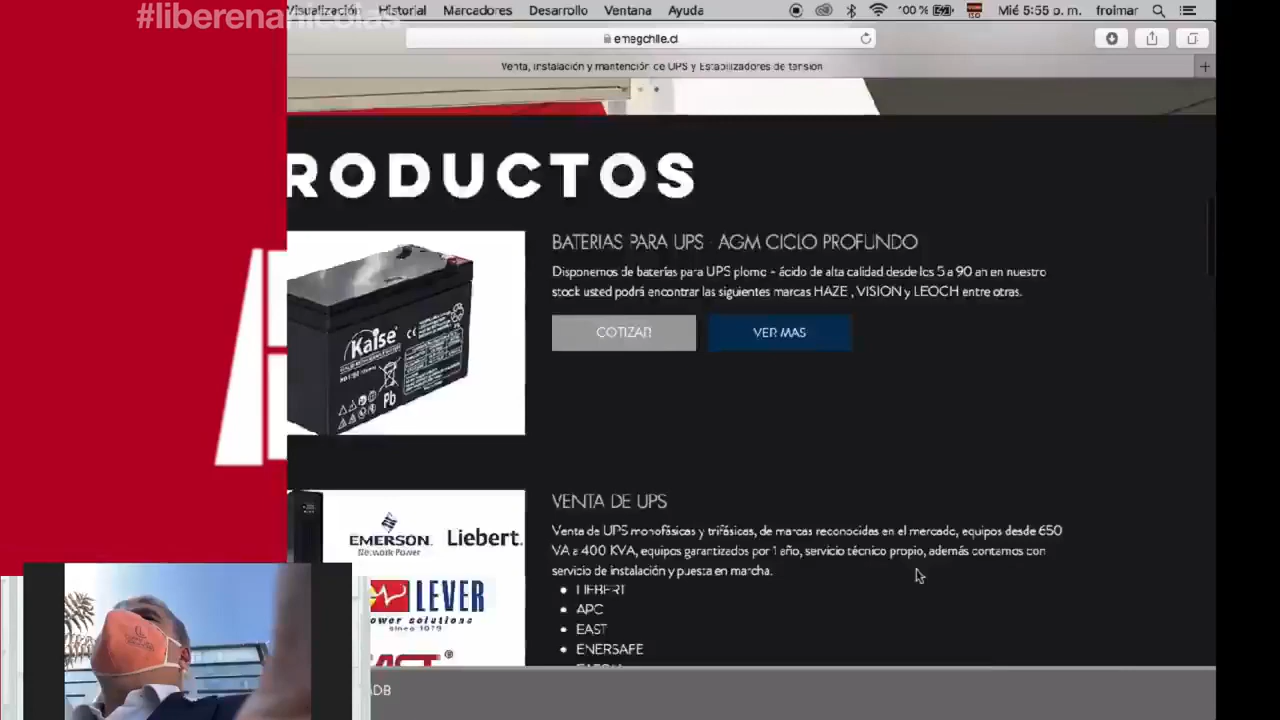 #liberenanicolas
Visualización Historial Marcadores Desarrollo Ventana Ayuda 100 % Mié 5:55 p. m. froimar
emegchile.cl
Venta, instalación y mantención de UPS y Estabilizadores de tensión
RODUCTOS
BATERIAS PARA UPS - AGM CICLO PROFUNDO
Disponemos de baterías para UPS plomo - ácido de alta calidad desde los 5 a 90 ah en nuestro
stock usted podrá encontrar las siguientes marcas HAZE , VISION y LEOCH entre otras.
COTIZAR VER MAS
Kaise
Pb
VENTA DE UPS
Venta de UPS monofásicas y trifásicas, de marcas reconocidas en el mercado, equipos desde 650
VA a 400 KVA, equipos garantizados por 1 año, servicio técnico propio, además contamos con
servicio de instalación y puesta en marcha.
LIEBERT
APC
EAST
ENERSAFE
EMERSON. Liebert.
Network Power
LEVER
power solutions
since 1979
ADB